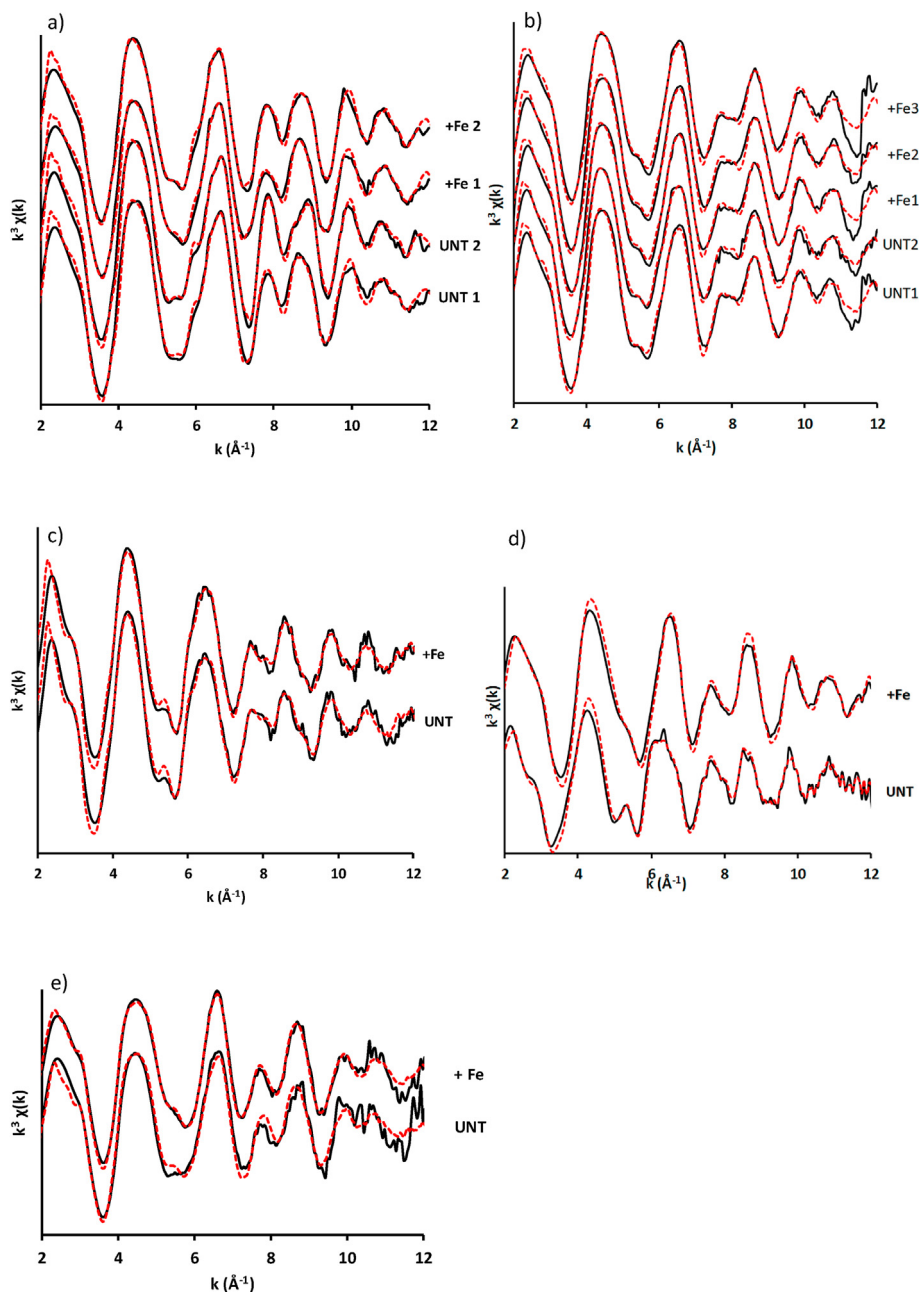 a)
k³ χ(k)
+Fe 2
+Fe 1
UNT 2
UNT 1
2 4 6 8 10 12
k (Å⁻¹)
b)
k³ χ(k)
+Fe3
+Fe2
+Fe1
UNT2
UNT1
2 4 6 8 10 12
k (Å⁻¹)
c)
k³ χ(k)
+Fe
UNT
2 4 6 8 10 12
k (Å⁻¹)
d)
k³ χ(k)
+Fe
UNT
2 4 6 8 10 12
k (Å⁻¹)
e)
k³ χ(k)
+ Fe
UNT
2 4 6 8 10 12
k (Å⁻¹)